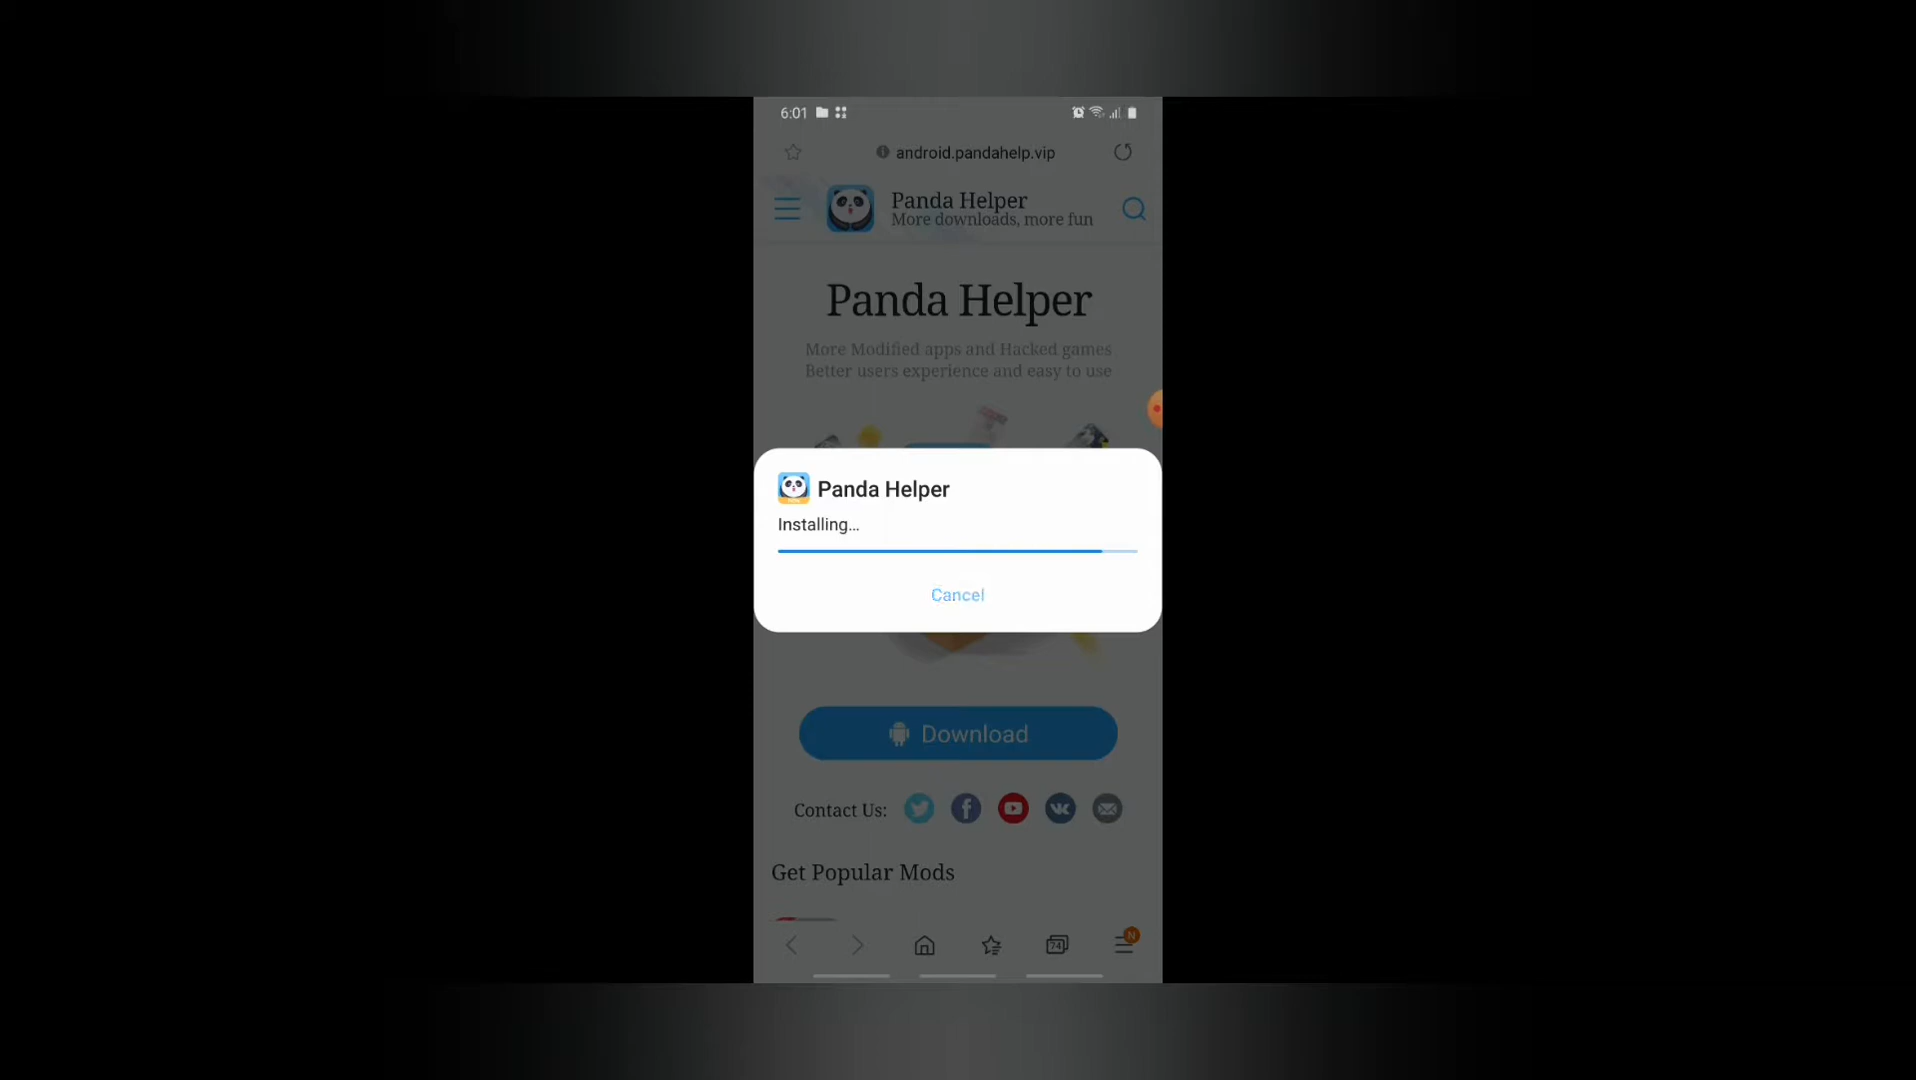 6:01
android.pandahelp.vip
Panda Helper
More downloads, more fun
Panda Helper
More Modified apps and Hacked games
Better users experience and easy to use
Panda Helper
Installing...
Cancel
Download
Contact Us:
Get Popular Mods
74
N